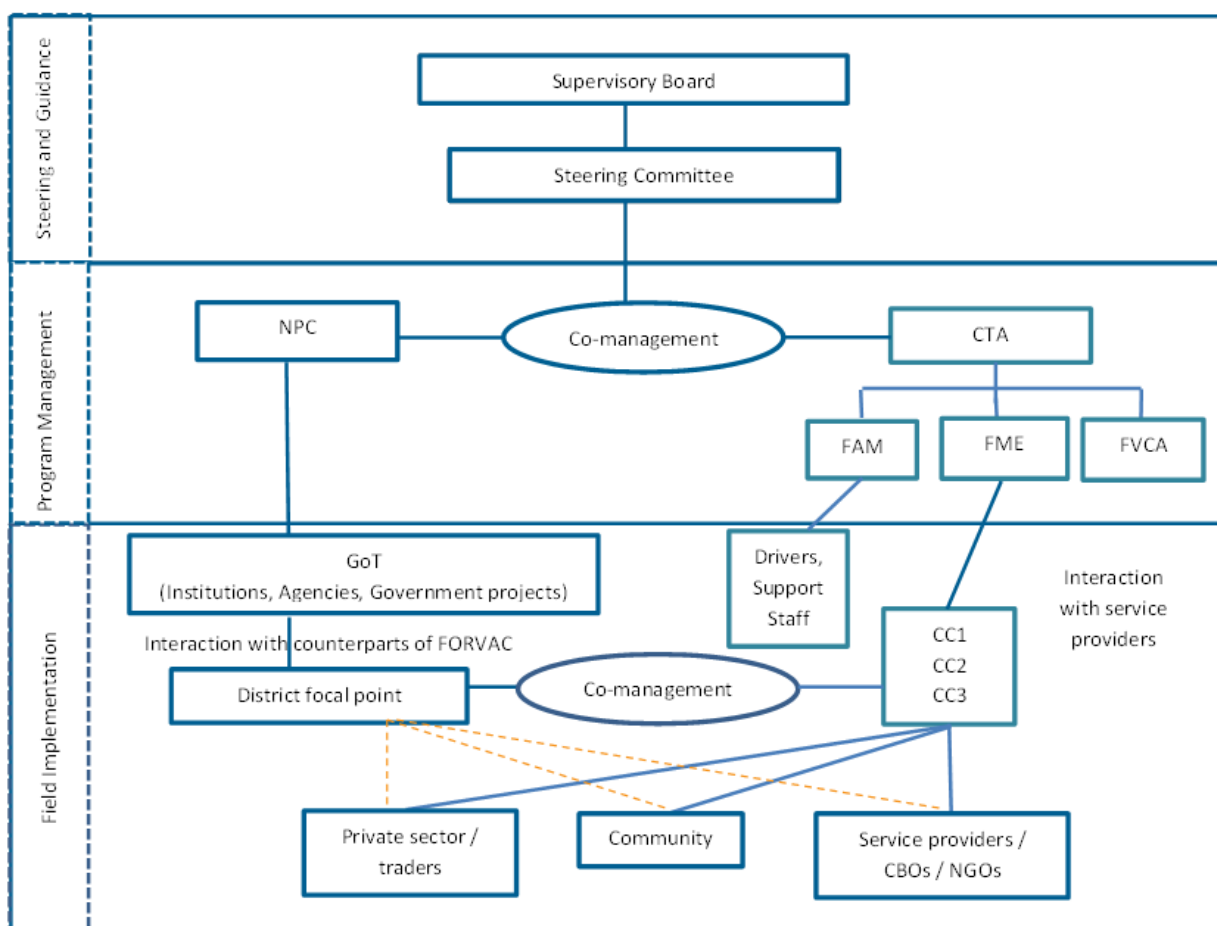 Steering and Guidance
Supervisory Board
Steering Committee
Program Management
NPC
Co-management
CTA
FAM
FME
FVCA
Field Implementation
GoT
(Institutions, Agencies, Government projects)
Drivers,
Support
Staff
Interaction
with service
providers
Interaction with counterparts of FORVAC
District focal point
Co-management
CC1
CC2
CC3
Private sector /
traders
Community
Service providers /
CBOs / NGOs